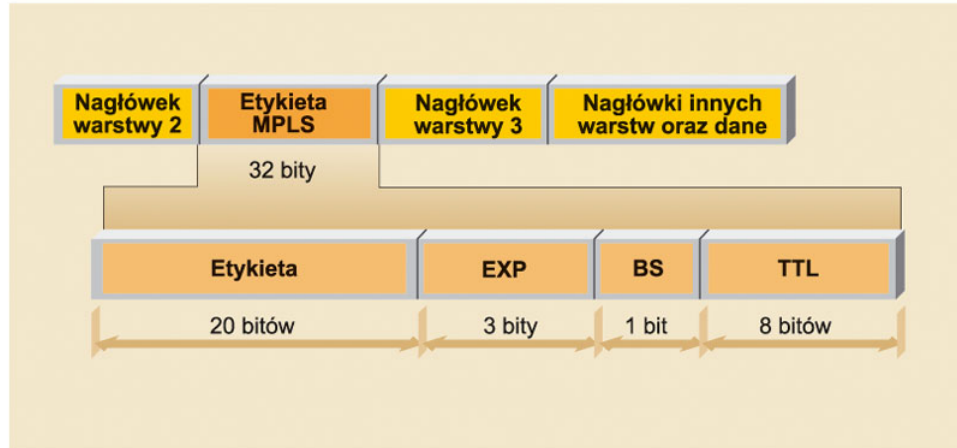 Nagłówek
warstwy 2
Etykieta
MPLS
Nagłówek
warstwy 3
Nagłówki innych
warstw oraz dane
32 bity
Etykieta
EXP
BS
TTL
20 bitów
3 bity
1 bit
8 bitów